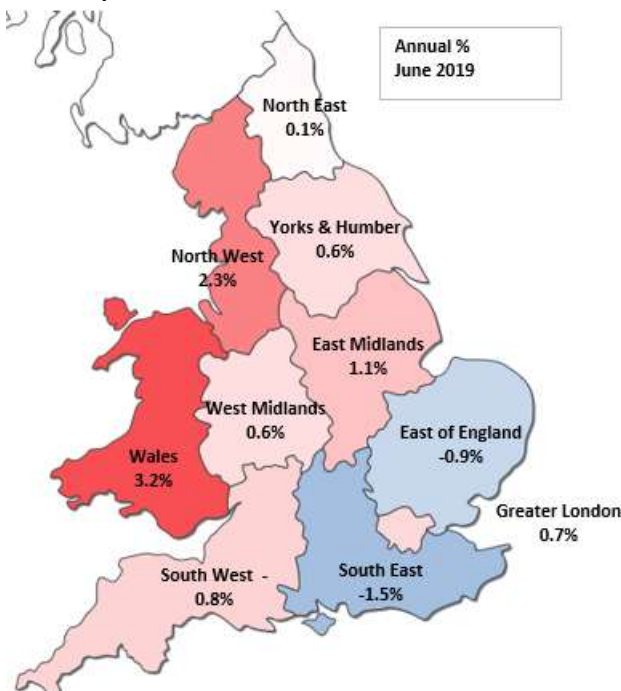 Annual %
June 2019
North East
0.1%
Yorks & Humber
0.6%
North West
2.3%
East Midlands
1.1%
West Midlands
0.6%
East of England
-0.9%
Wales
3.2%
Greater London
0.7%
South West -
0.8%
South East
-1.5%